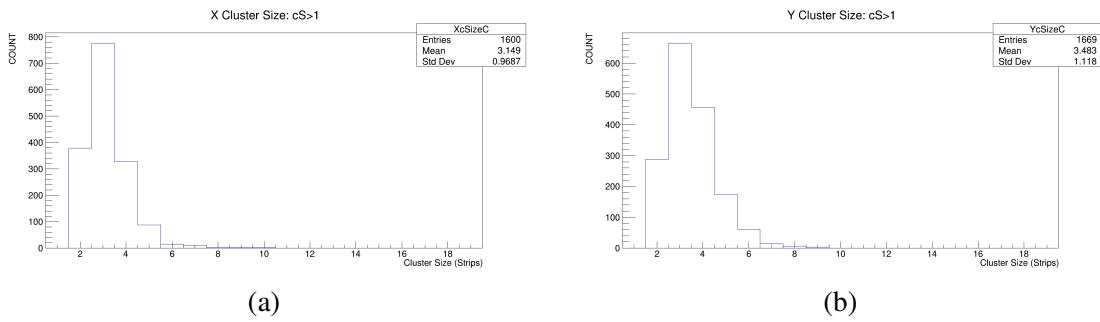 X Cluster Size: cS>1
XcSizeC
Entries 1600
Mean 3.149
Std Dev 0.9687
COUNT
800
700
600
500
400
300
200
100
0
2 4 6 8 10 12 14 16 18
Cluster Size (Strips)
(a)
Y Cluster Size: cS>1
YcSizeC
Entries 1669
Mean 3.483
Std Dev 1.118
COUNT
600
500
400
300
200
100
0
2 4 6 8 10 12 14 16 18
Cluster Size (Strips)
(b)